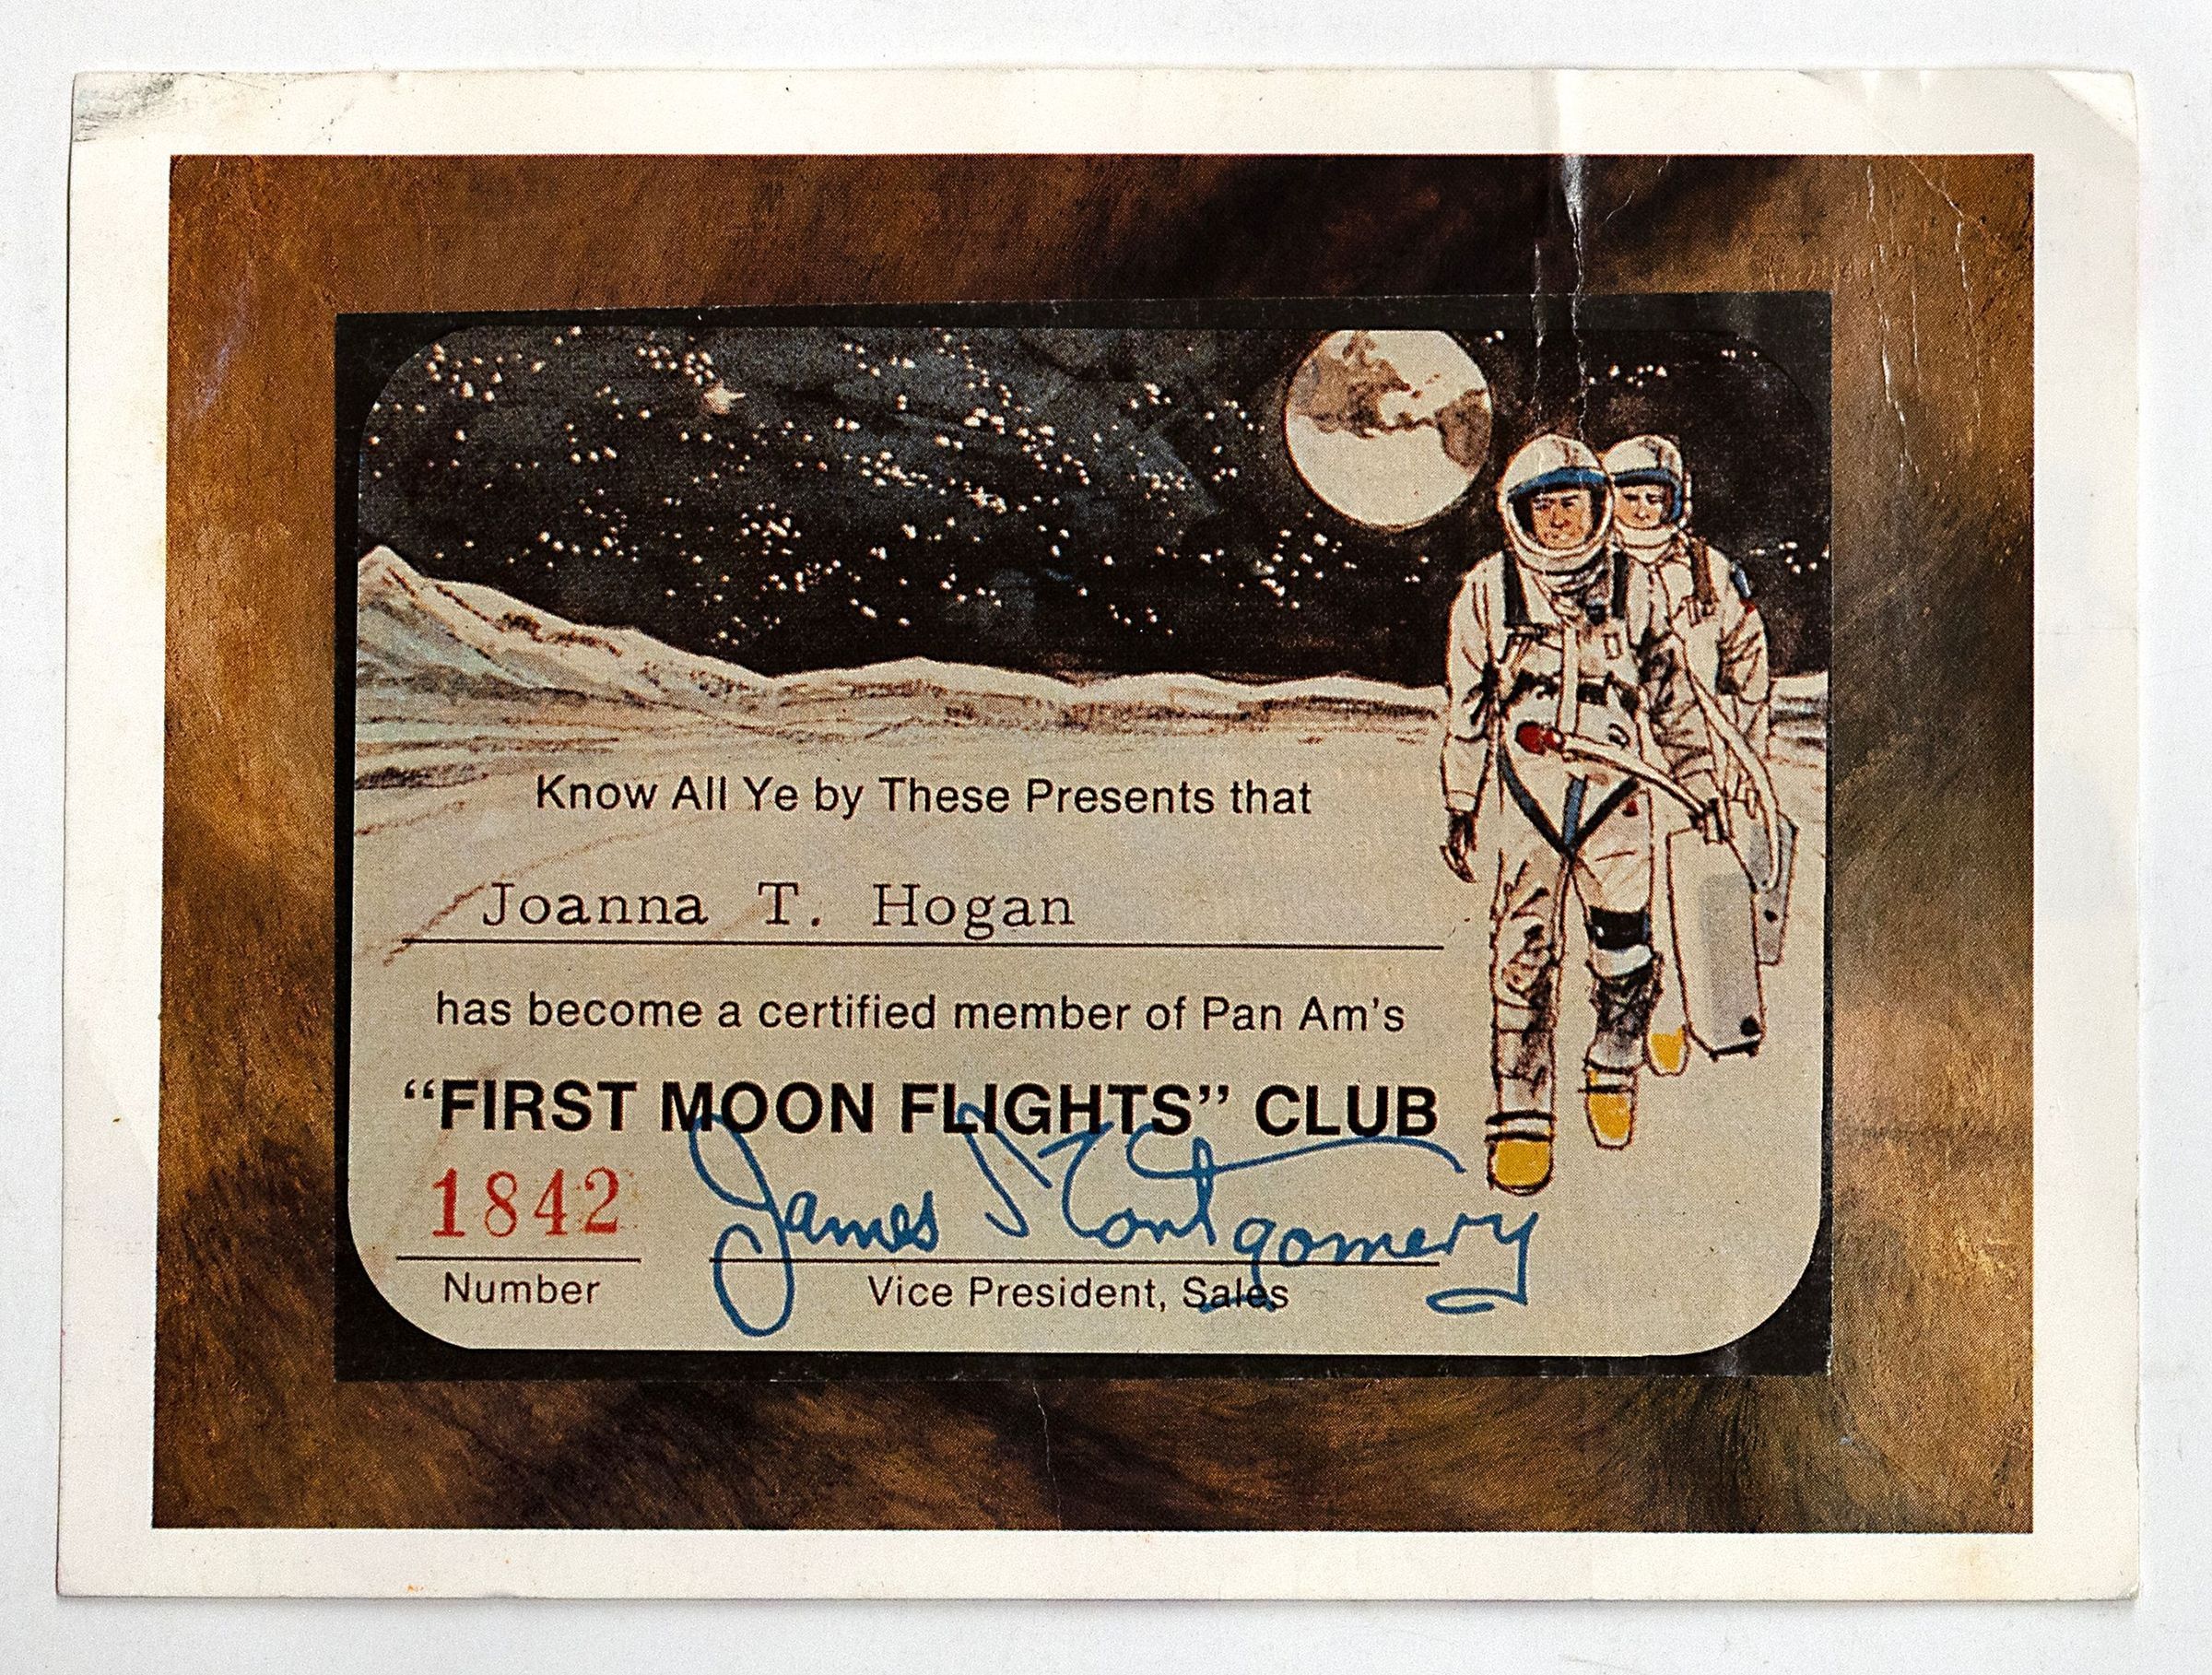 Know All Ye by These Presents that
Joanna T. Hogan
has become a certified member of Pan Am's
“FIRST MOON FLIGHTS” CLUB
1842
James Montgomery
Number
Vice President, Sales